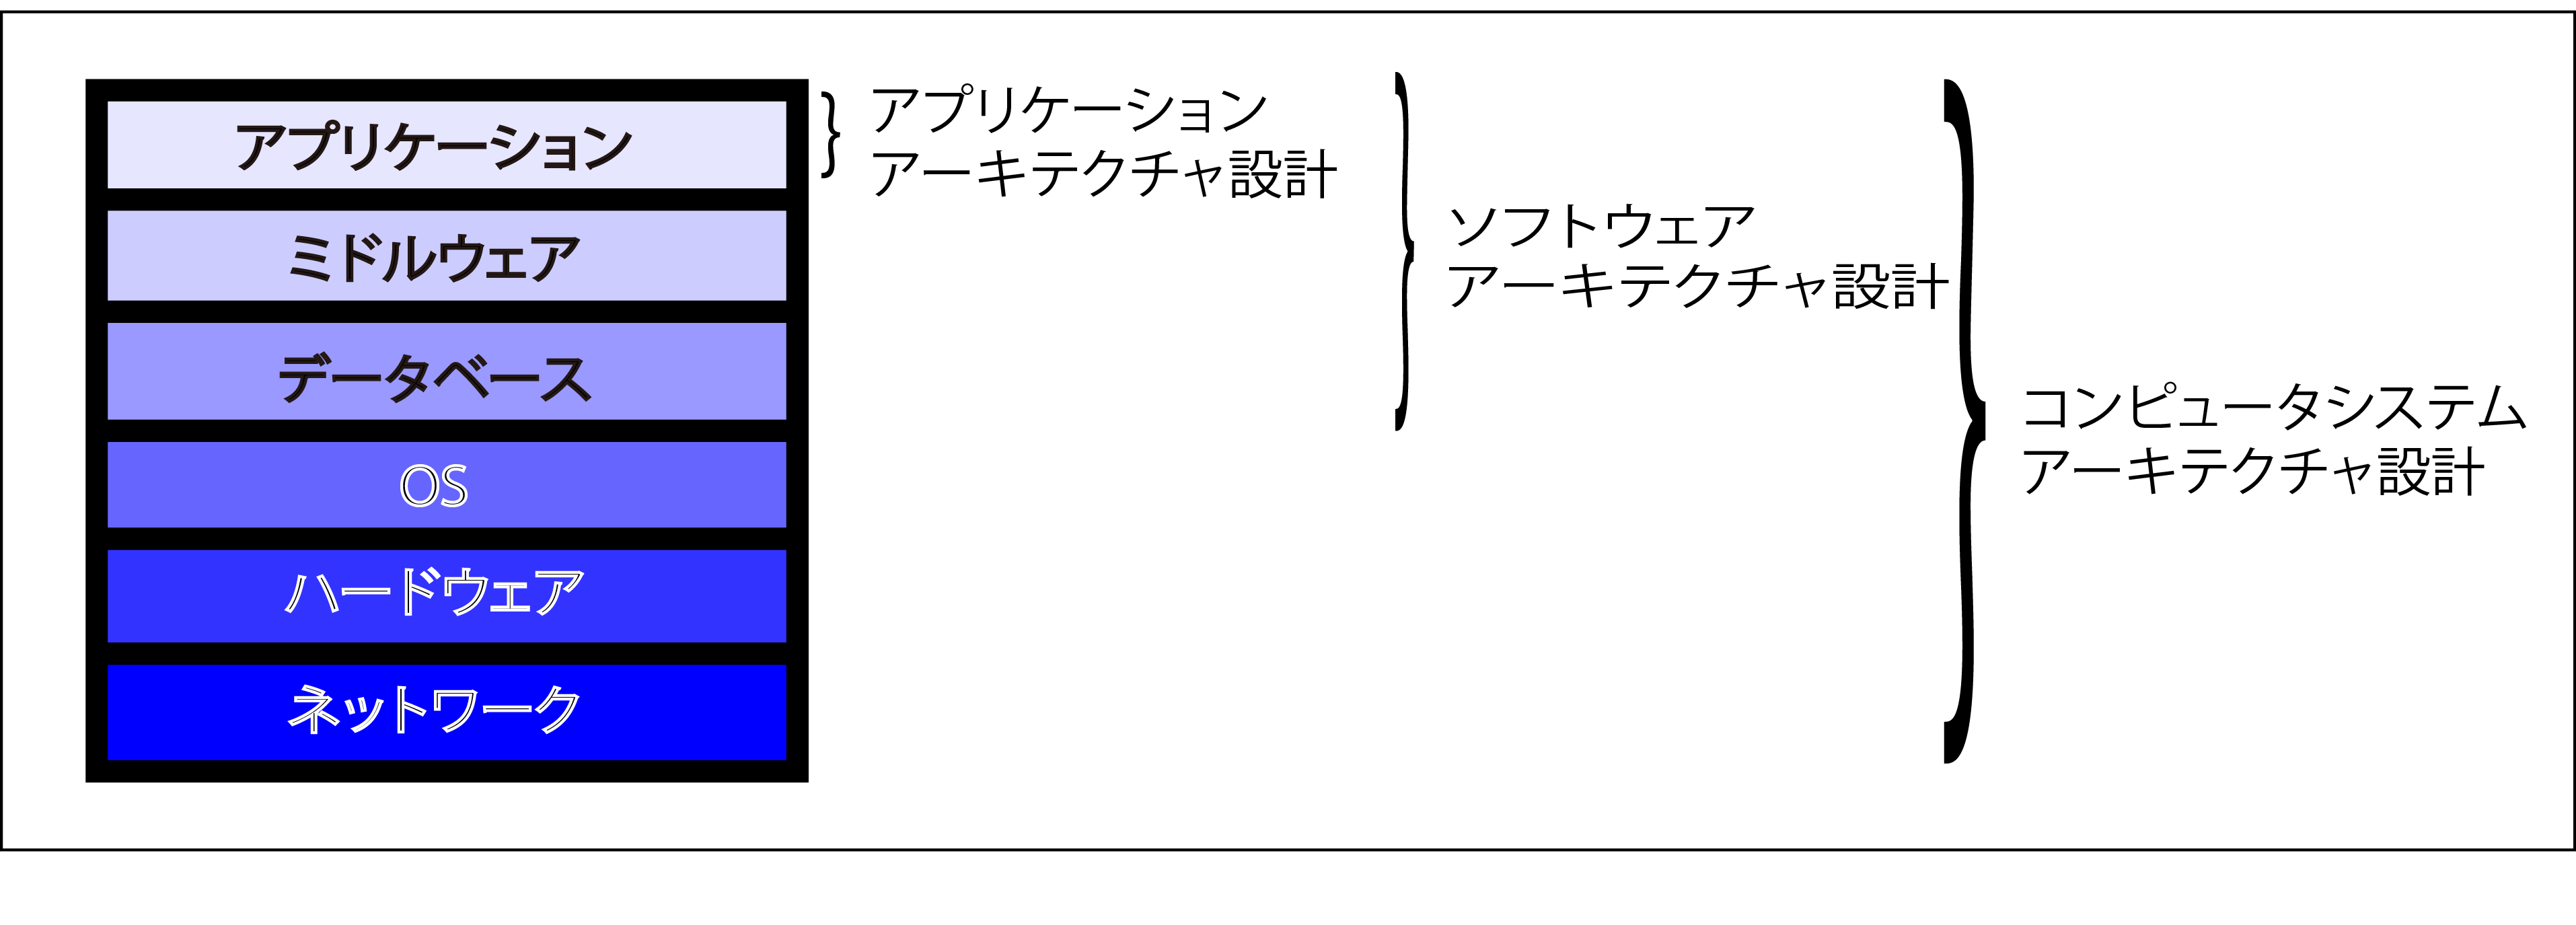 アプリケーション
ミドルウェア
データベース
OS
ハードウェア
ネットワーク
アプリケーション
アーキテクチャ設計
ソフトウェア
アーキテクチャ設計
コンピュータシステム
アーキテクチャ設計